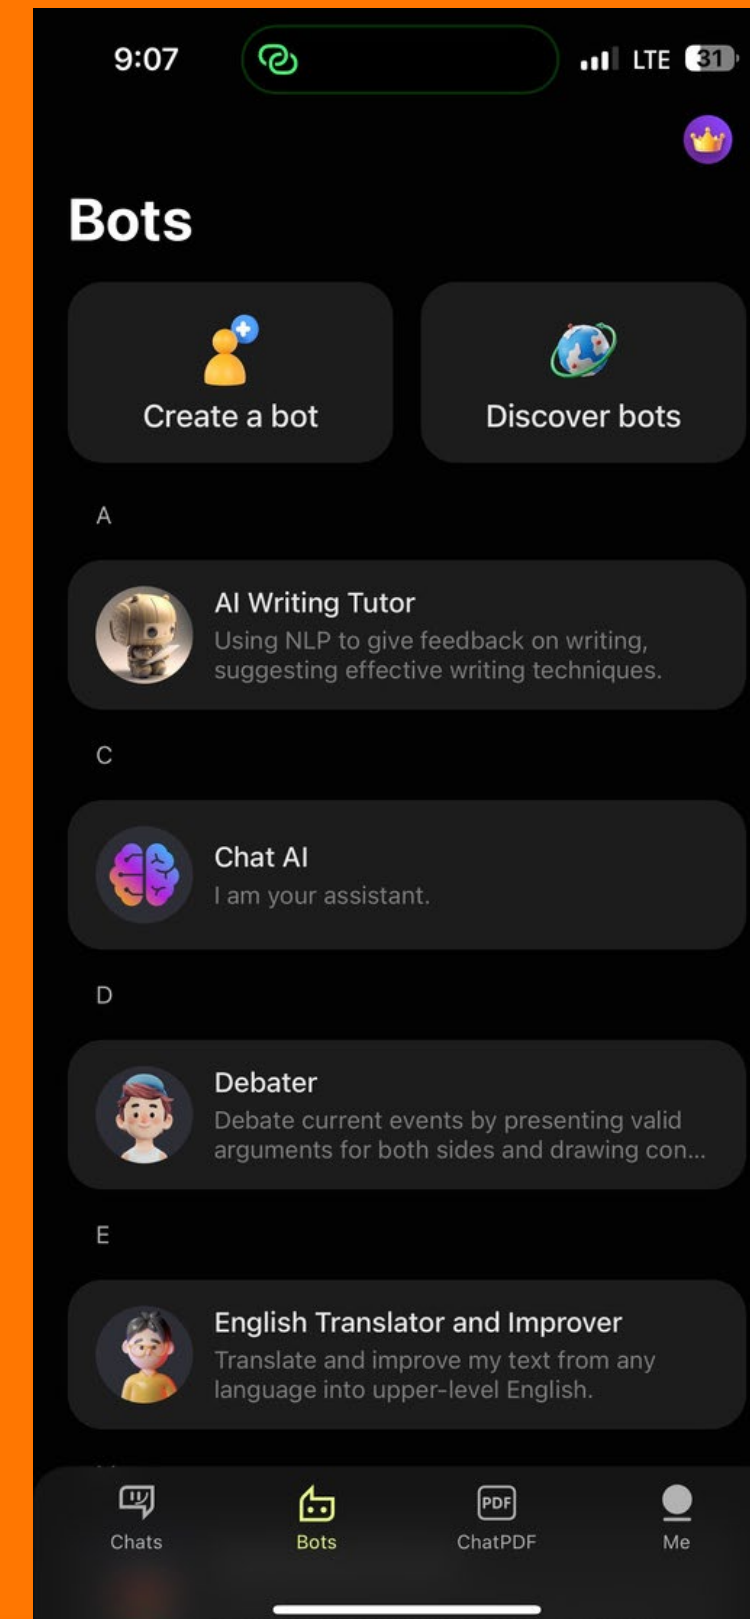 9:07
LTE
31
Bots
Create a bot
Discover bots
A
AI Writing Tutor
Using NLP to give feedback on writing,
suggesting effective writing techniques.
C
Chat AI
I am your assistant.
D
Debater
Debate current events by presenting valid
arguments for both sides and drawing con...
E
English Translator and Improver
Translate and improve my text from any
language into upper-level English.
PDF
Chats
Bots
ChatPDF
Me